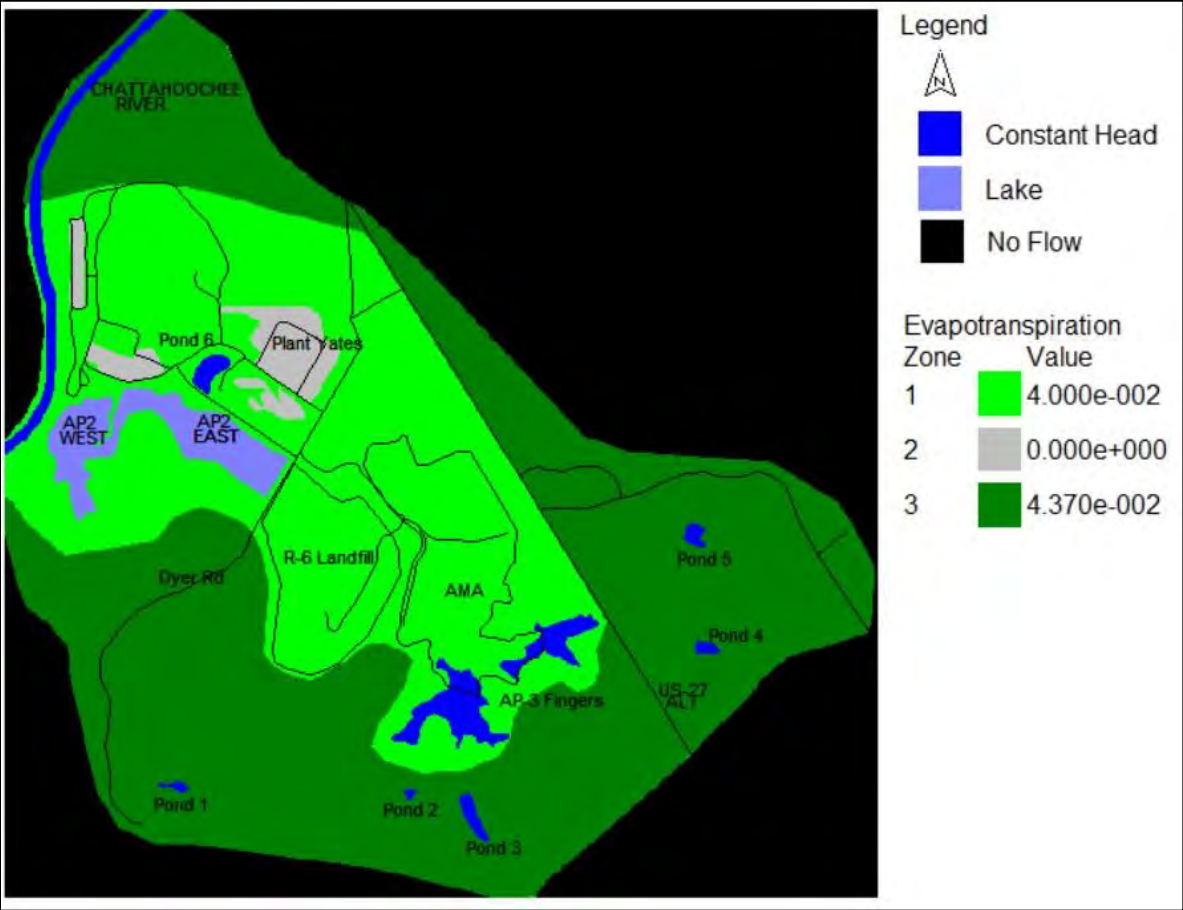 CHATTAHOOCHEE
RIVER
Pond 6
Plant Yates
AP2
WEST
AP2
EAST
R-6 Landfill
Dyer Rd
AMA
Pond 5
Pond 4
US-27
ALT
AP-3 Fingers
Pond 1
Pond 2
Pond 3
Legend
N
Constant Head
Lake
No Flow
Evapotranspiration
Zone Value
1 4.000e-002
2 0.000e+000
3 4.370e-002